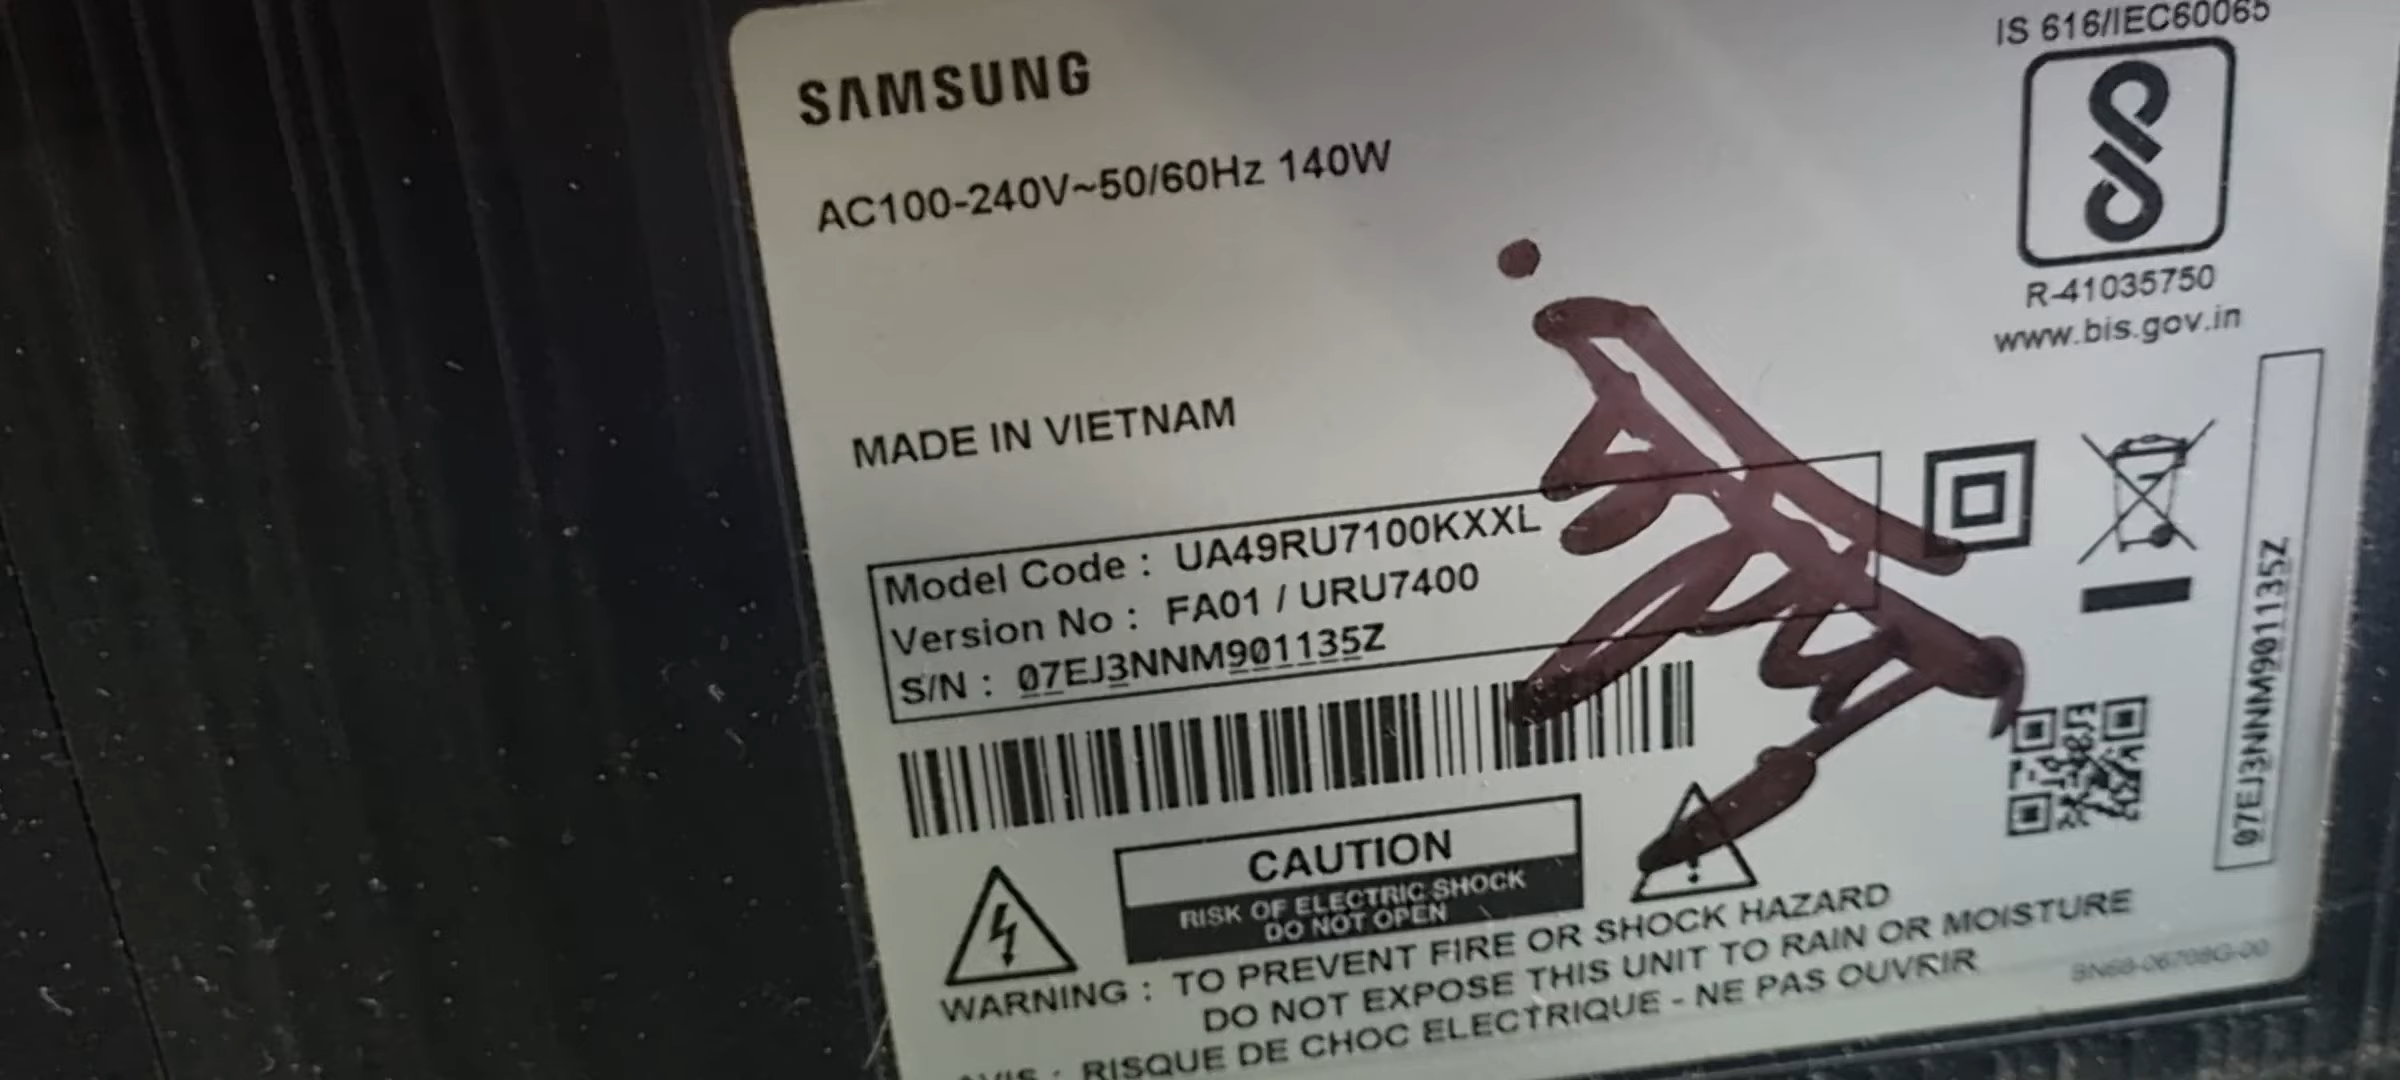 SAMSUNG
AC100-240V~50/60Hz 140W
IS 616/IEC60065
R-41035750
www.bis.gov.in
MADE IN VIETNAM
Model Code : UA49RU7100KXXL
Version No : FA01 / URU7400
S/N : 07EJ3NNM901135Z
07EJ3NNM901135Z
CAUTION
RISK OF ELECTRIC SHOCK
DO NOT OPEN
WARNING : TO PREVENT FIRE OR SHOCK HAZARD
DO NOT EXPOSE THIS UNIT TO RAIN OR MOISTURE
AVIS : RISQUE DE CHOC ELECTRIQUE - NE PAS OUVRIR